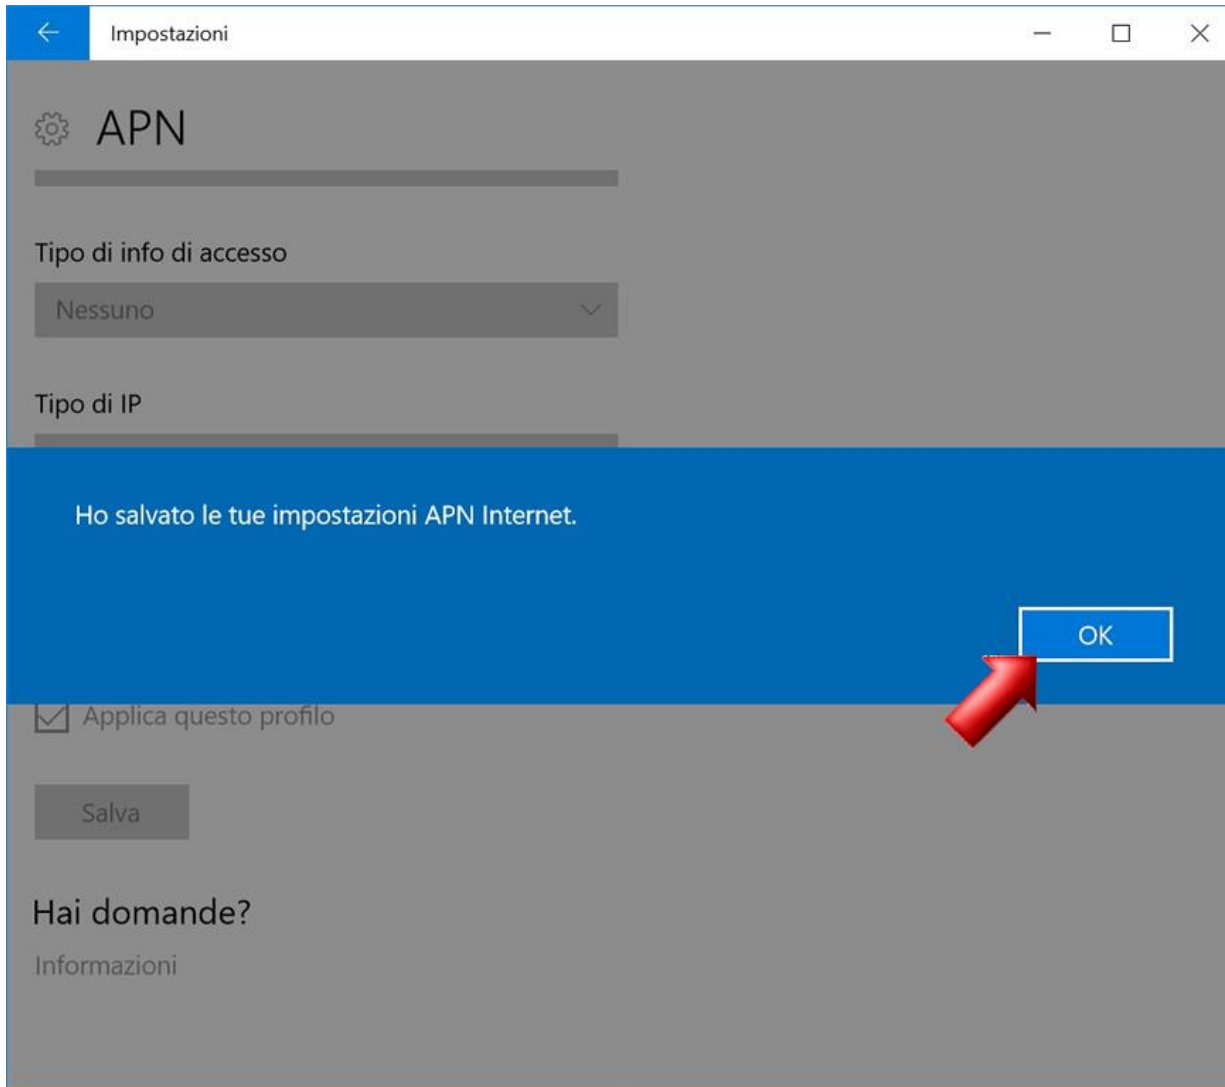 Impostazioni
APN
Tipo di info di accesso
Nessuno
Tipo di IP
Ho salvato le tue impostazioni APN Internet.
OK
Applica questo profilo
Salva
Hai domande?
Informazioni